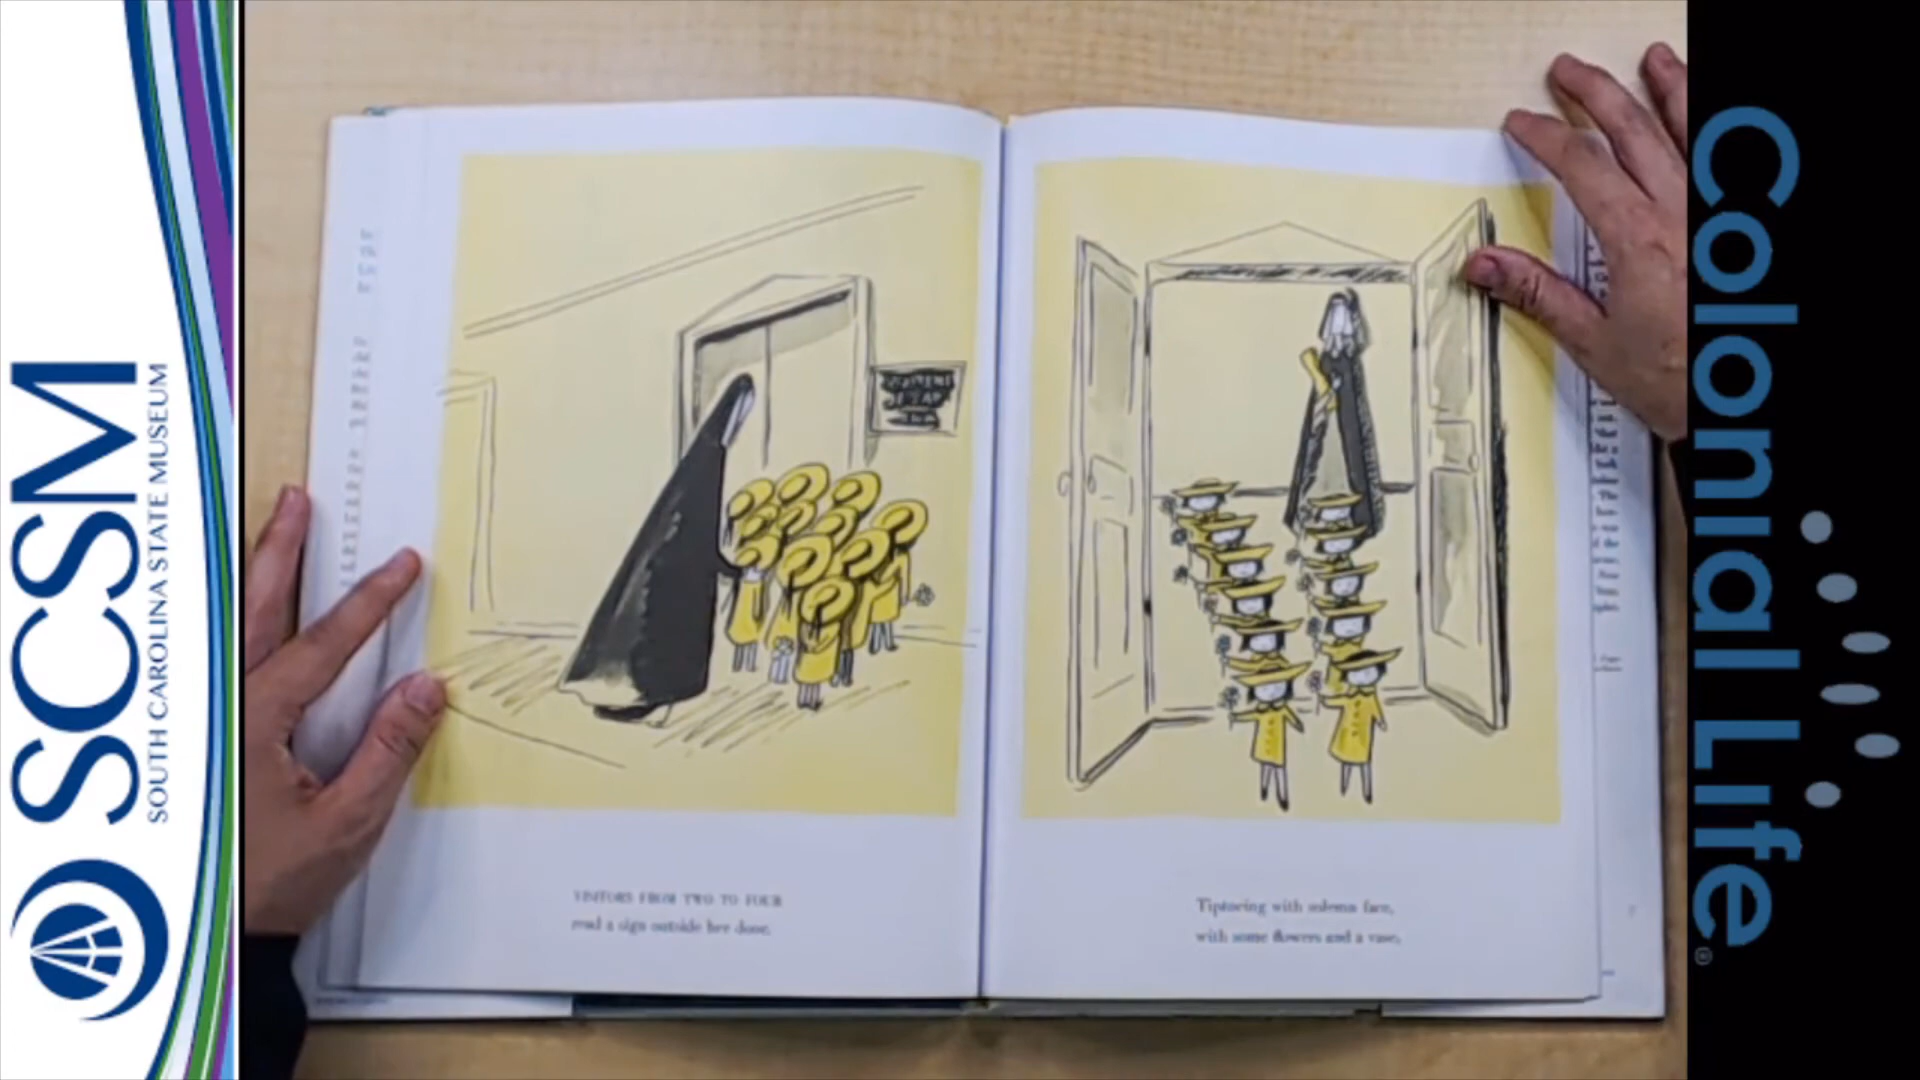 SCSM
SOUTH CAROLINA STATE MUSEUM
VISITORS FROM TWO TO FOUR
read a sign outside her door.
Tiptoeing with solemn face,
with some flowers and a vase,
Colonial Life®